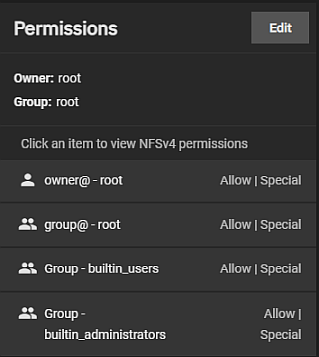 Permissions
Edit
Owner: root
Group: root
Click an item to view NFSv4 permissions
owner@ - root Allow | Special
group@ - root Allow | Special
Group - builtin_users Allow | Special
Group - Allow |
builtin_administrators Special